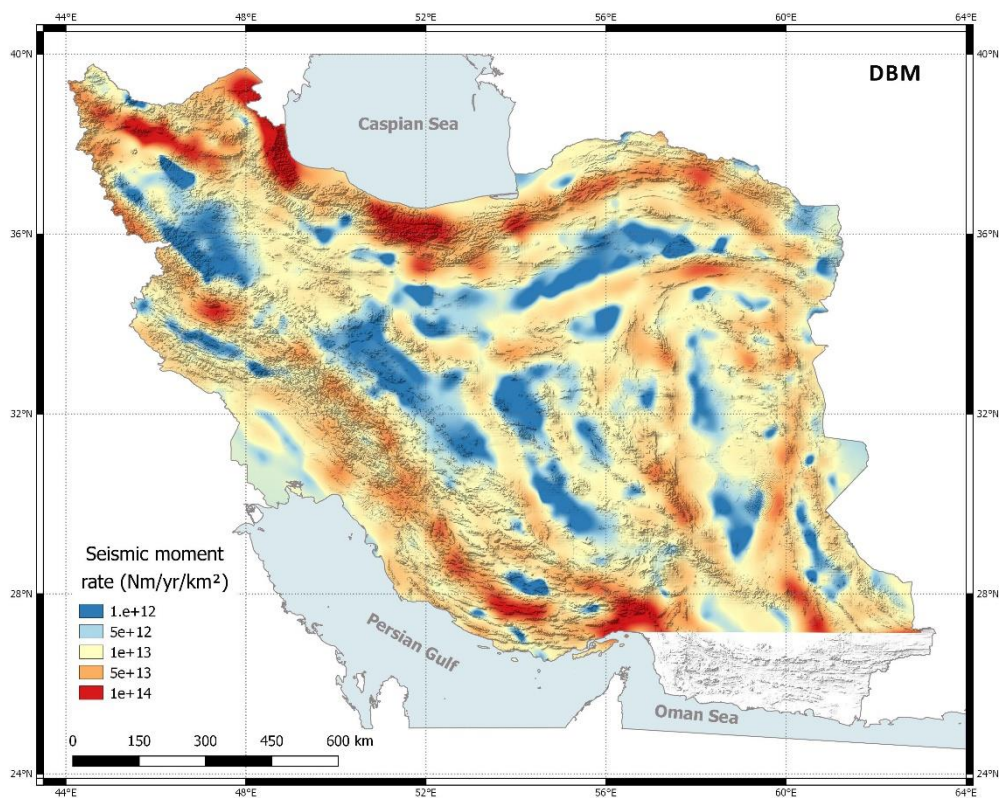 44°E 48°E 52°E 56°E 60°E 64°E
40°N 40°N
DBM
Caspian Sea
36°N 36°N
32°N 32°N
Seismic moment
rate (Nm/yr/km²)
28°N 28°N
1.e+12
5e+12
1e+13
5e+13
1e+14
Persian Gulf
Oman Sea
0 150 300 450 600 km
24°N 24°N
44°E 48°E 52°E 56°E 60°E 64°E